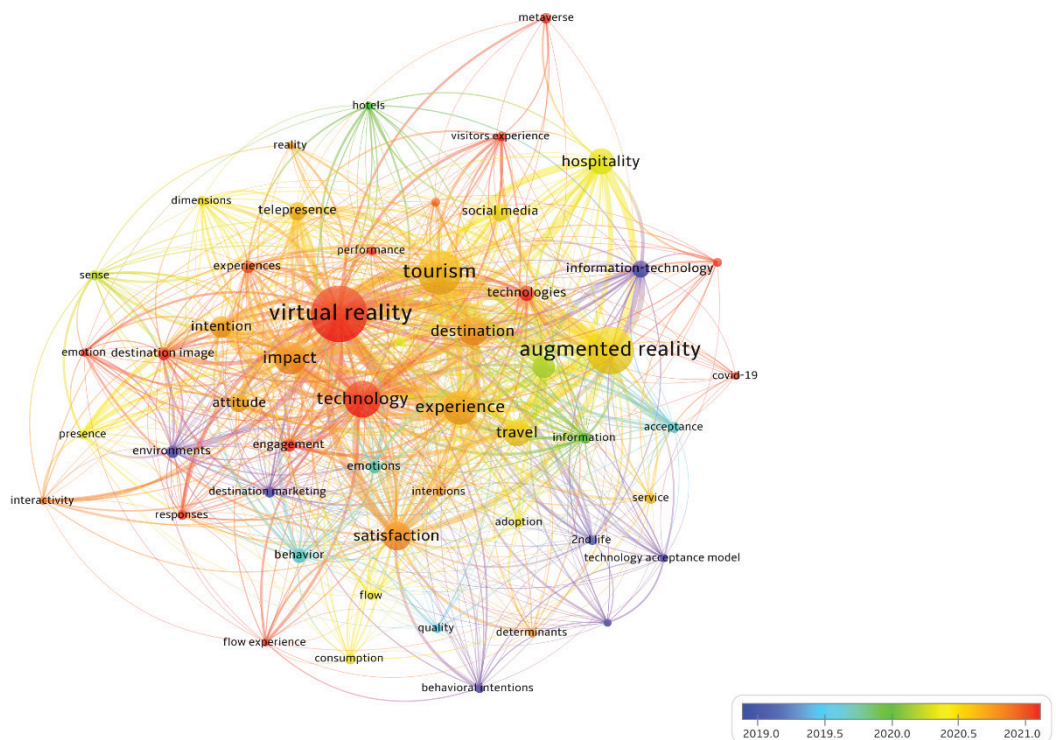 metaverse
hotels
visitors experience
reality
hospitality
dimensions
telepresence
social media
performance
experiences
tourism
information-technology
sense
technologies
virtual reality
intention
destination
augmented reality
emotion
destination image
impact
covid-19
technology
attitude
experience
acceptance
presence
travel
information
environments
engagement
emotions
interactivity
destination marketing
intentions
service
responses
adoption
satisfaction
2nd life
behavior
technology acceptance model
flow
quality
determinants
flow experience
consumption
behavioral intentions
2019.0 2019.5 2020.0 2020.5 2021.0